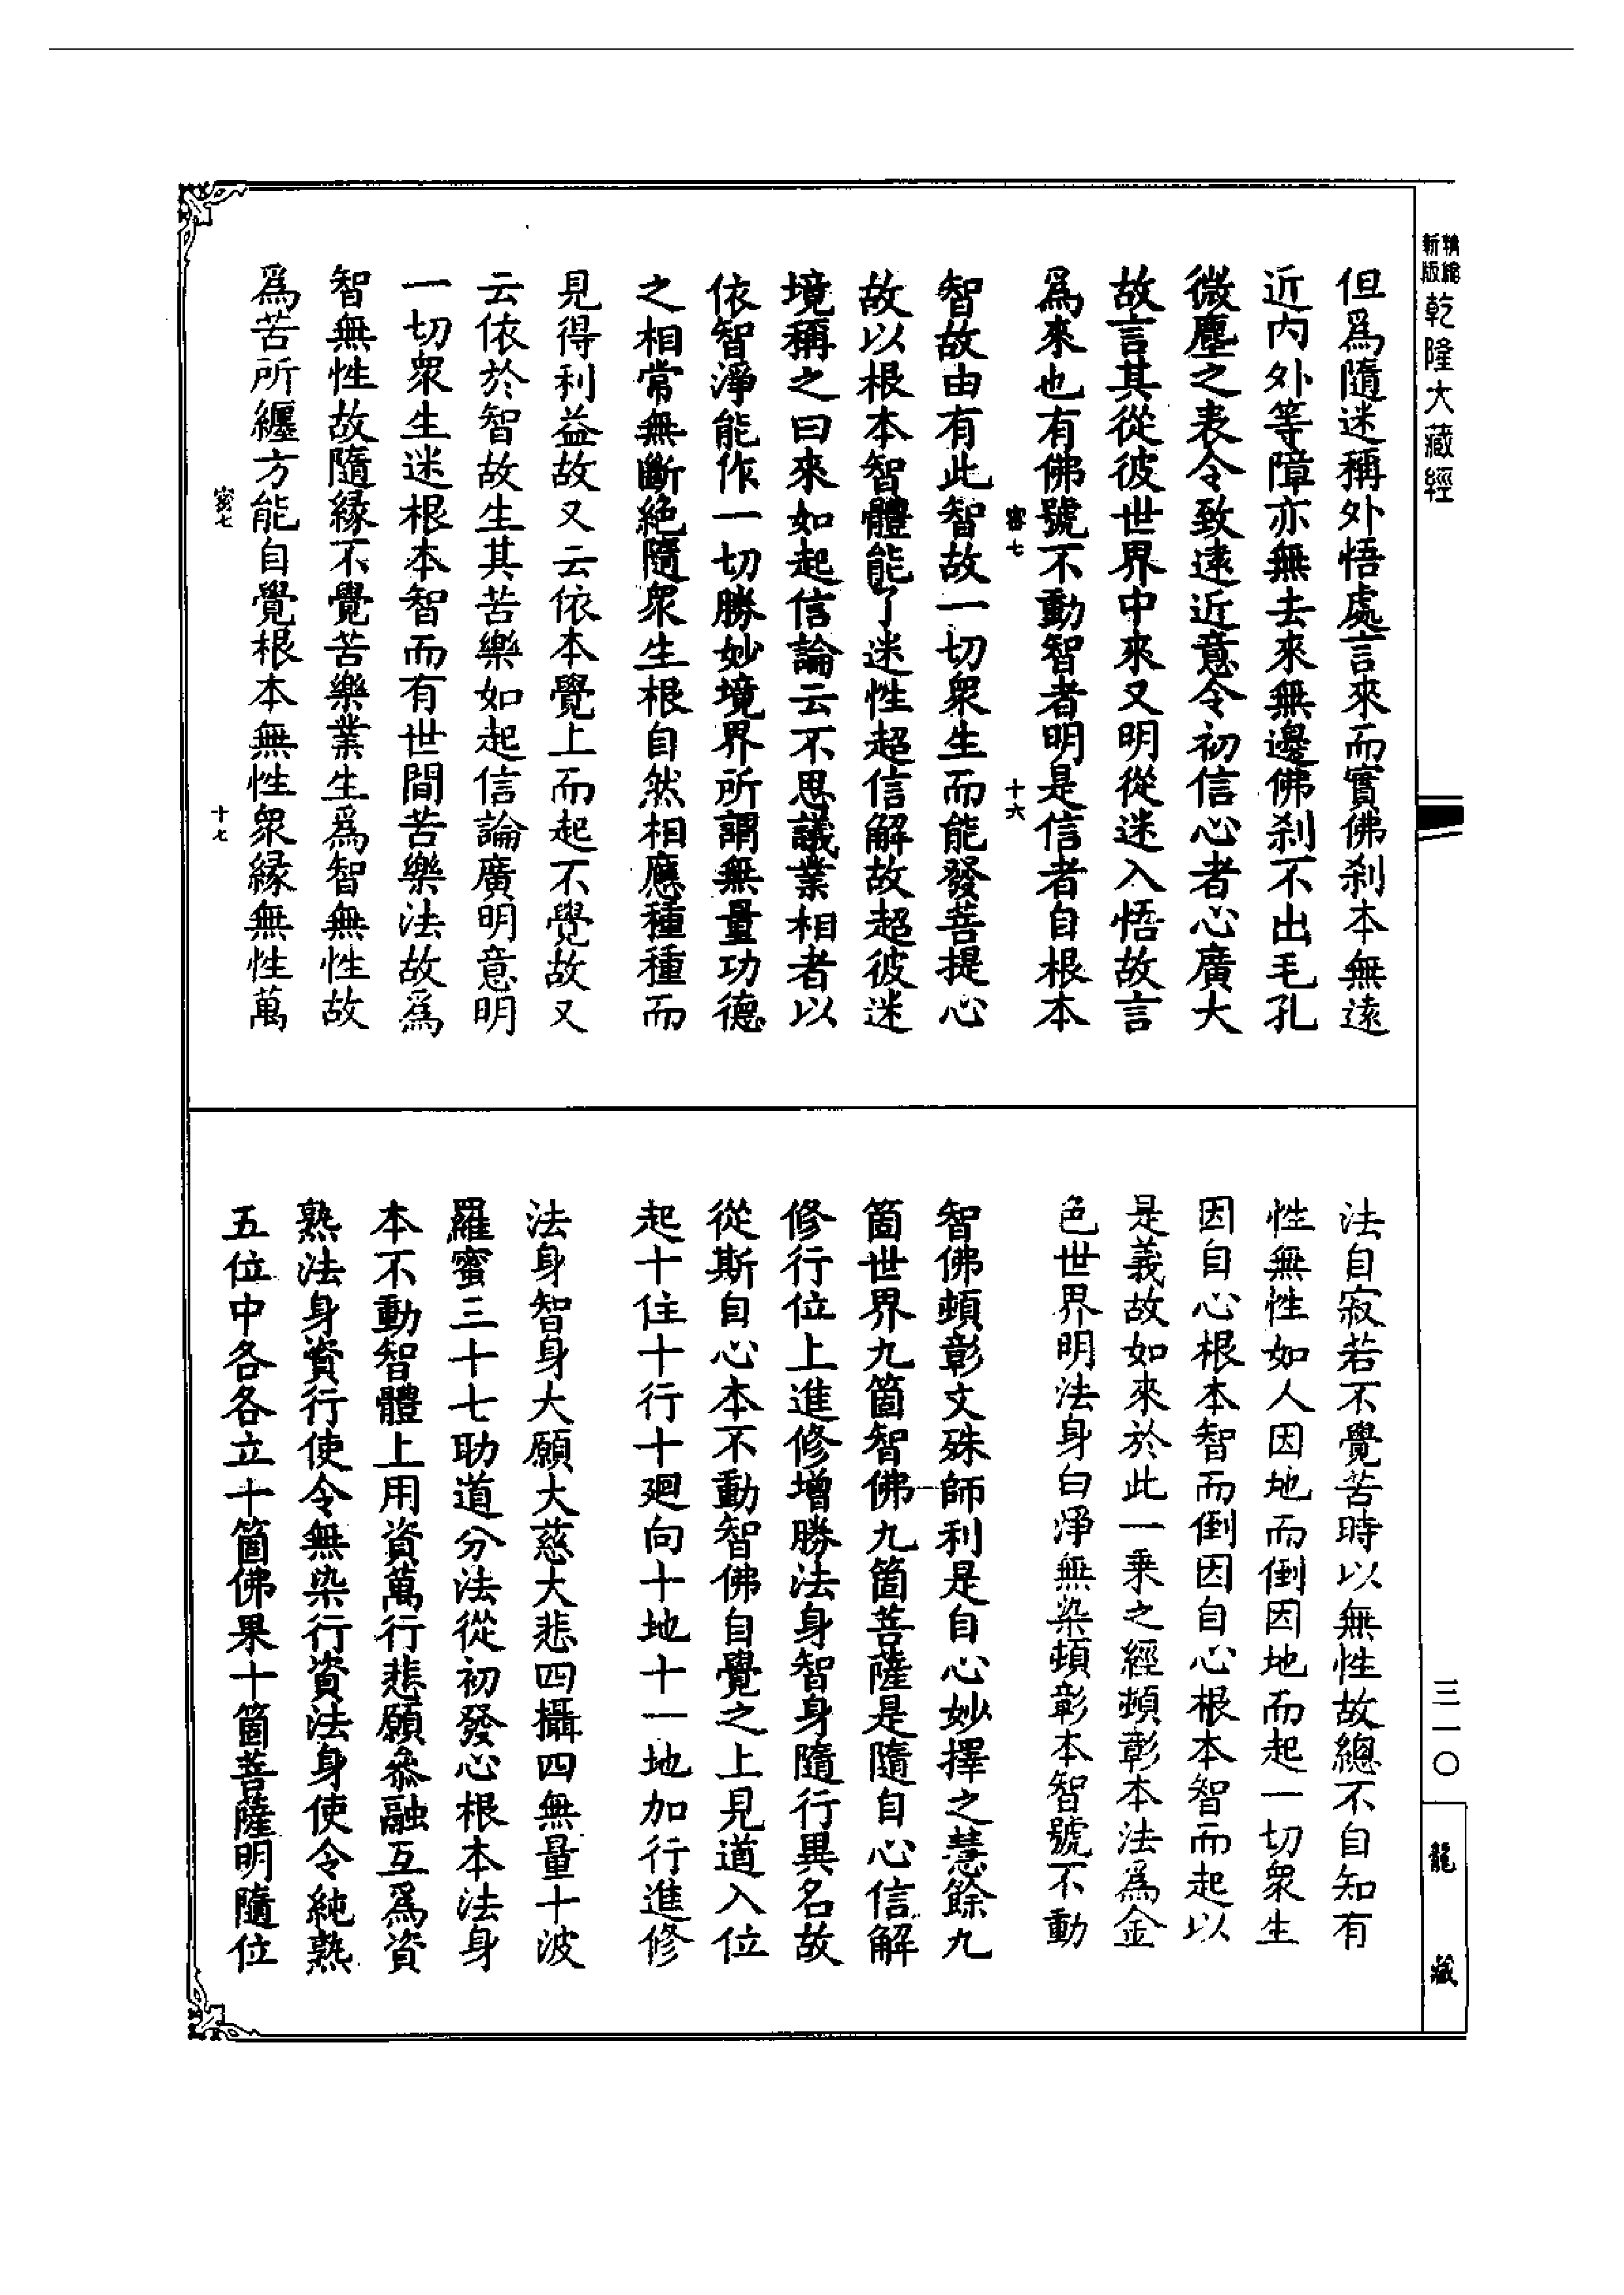 新版精縮乾隆大藏經
三一〇
龍藏
但爲隨迷稱外悟處言來而實佛刹本無遠
近內外等障亦無去來無邊佛刹不出毛孔
微塵之表令致遠近意令初信心者心廣大
故言其從彼世界中來又明從迷入悟故言
爲來也有佛號不動智者明是信者自根本
密七 十六
智故由有此智故一切衆生而能發菩提心
故以根本智體能了迷性超信解故超彼迷
境稱之曰來如起信論云不思議業相者以
依智淨能作一切勝妙境界所謂無量功德
之相常無斷絕隨衆生根自然相應種種而
見得利益故又云依本覺上而起不覺故又
云依於智故生其苦樂如起信論廣明意明
一切衆生迷根本智而有世間苦樂法故爲
智無性故隨緣不覺苦樂業生爲智無性故
爲苦所纏方能自覺根本無性衆緣無性萬
密七 十七
法自寂若不覺苦時以無性故總不自知有
性無性如人因地而倒因地而起一切衆生
因自心根本智而倒因自心根本智而起以
是義故如來於此一乘之經頓彰本法爲金
色世界明法身白淨無染頓彰本智號不動
智佛頓彰文殊師利是自心妙擇之慧餘九
箇世界九箇智佛九箇菩薩是隨自心信解
修行位上進修增勝法身智身隨行異名故
從斯自心本不動智佛自覺之上見道入位
起十住十行十廻向十地十一地加行進修
法身智身大願大慈大悲四攝四無量十波
羅蜜三十七助道分法從初發心根本法身
本不動智體上用資萬行悲願叅融互爲資
熟法身資行使令無染行資法身使令純熟
五位中各各立十箇佛果十箇菩薩明隨位